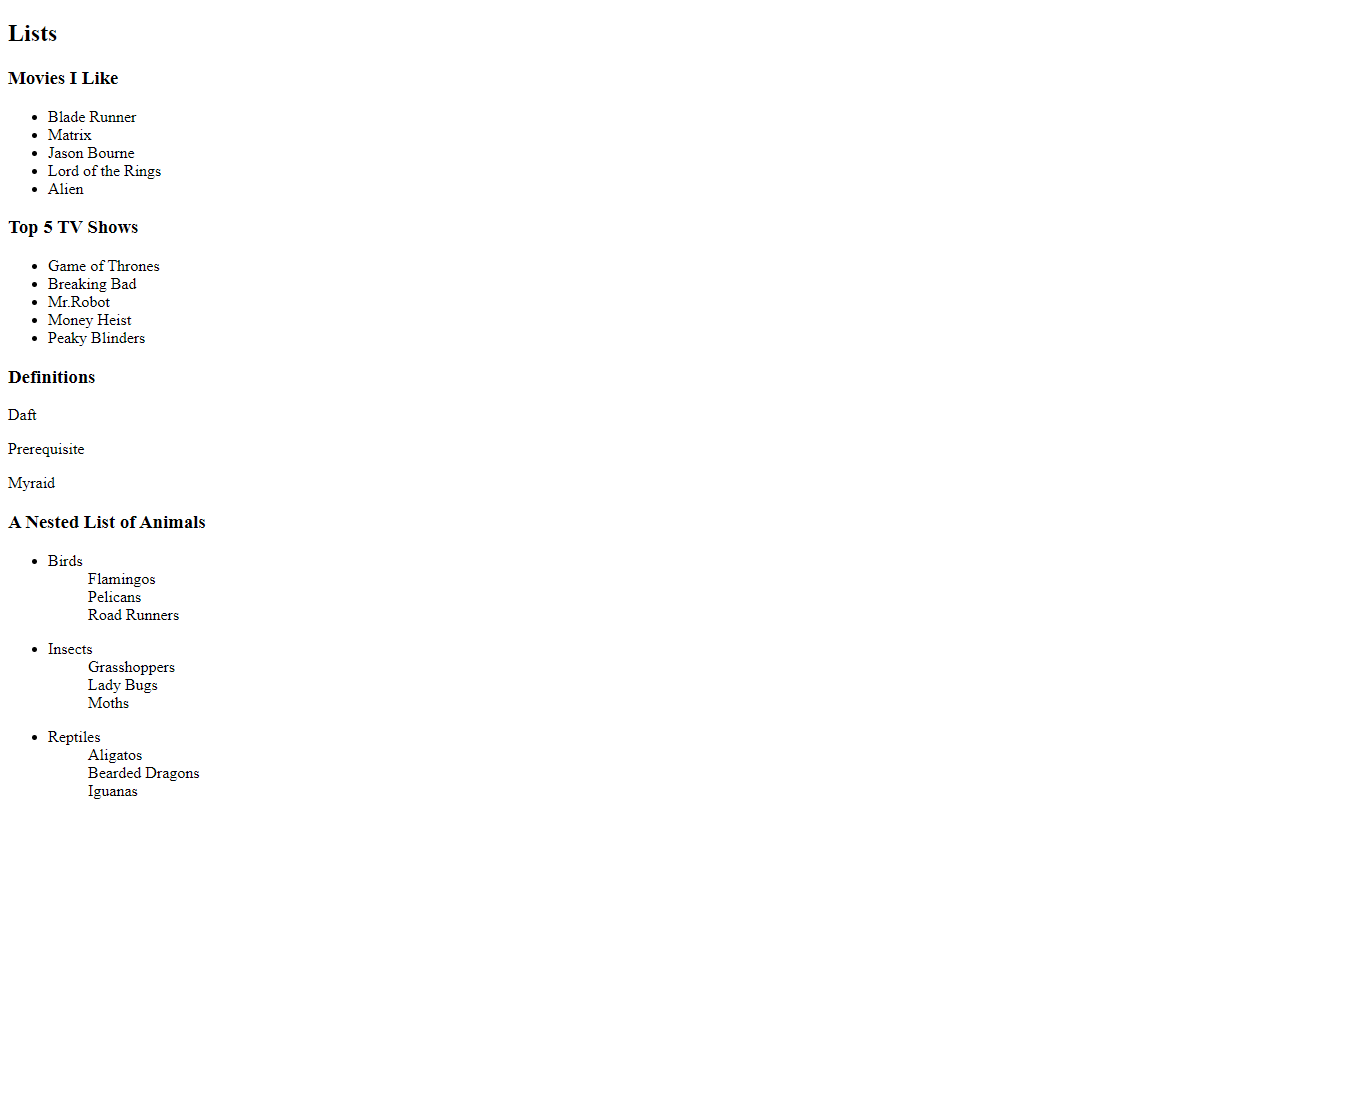 Lists
Movies I Like
Blade Runner
Matrix
Jason Bourne
Lord of the Rings
Alien
Top 5 TV Shows
Game of Thrones
Breaking Bad
Mr.Robot
Money Heist
Peaky Blinders
Definitions
Daft
Prerequisite
Myraid
A Nested List of Animals
Birds
Flamingos
Pelicans
Road Runners
Insects
Grasshoppers
Lady Bugs
Moths
Reptiles
Aligatos
Bearded Dragons
Iguanas